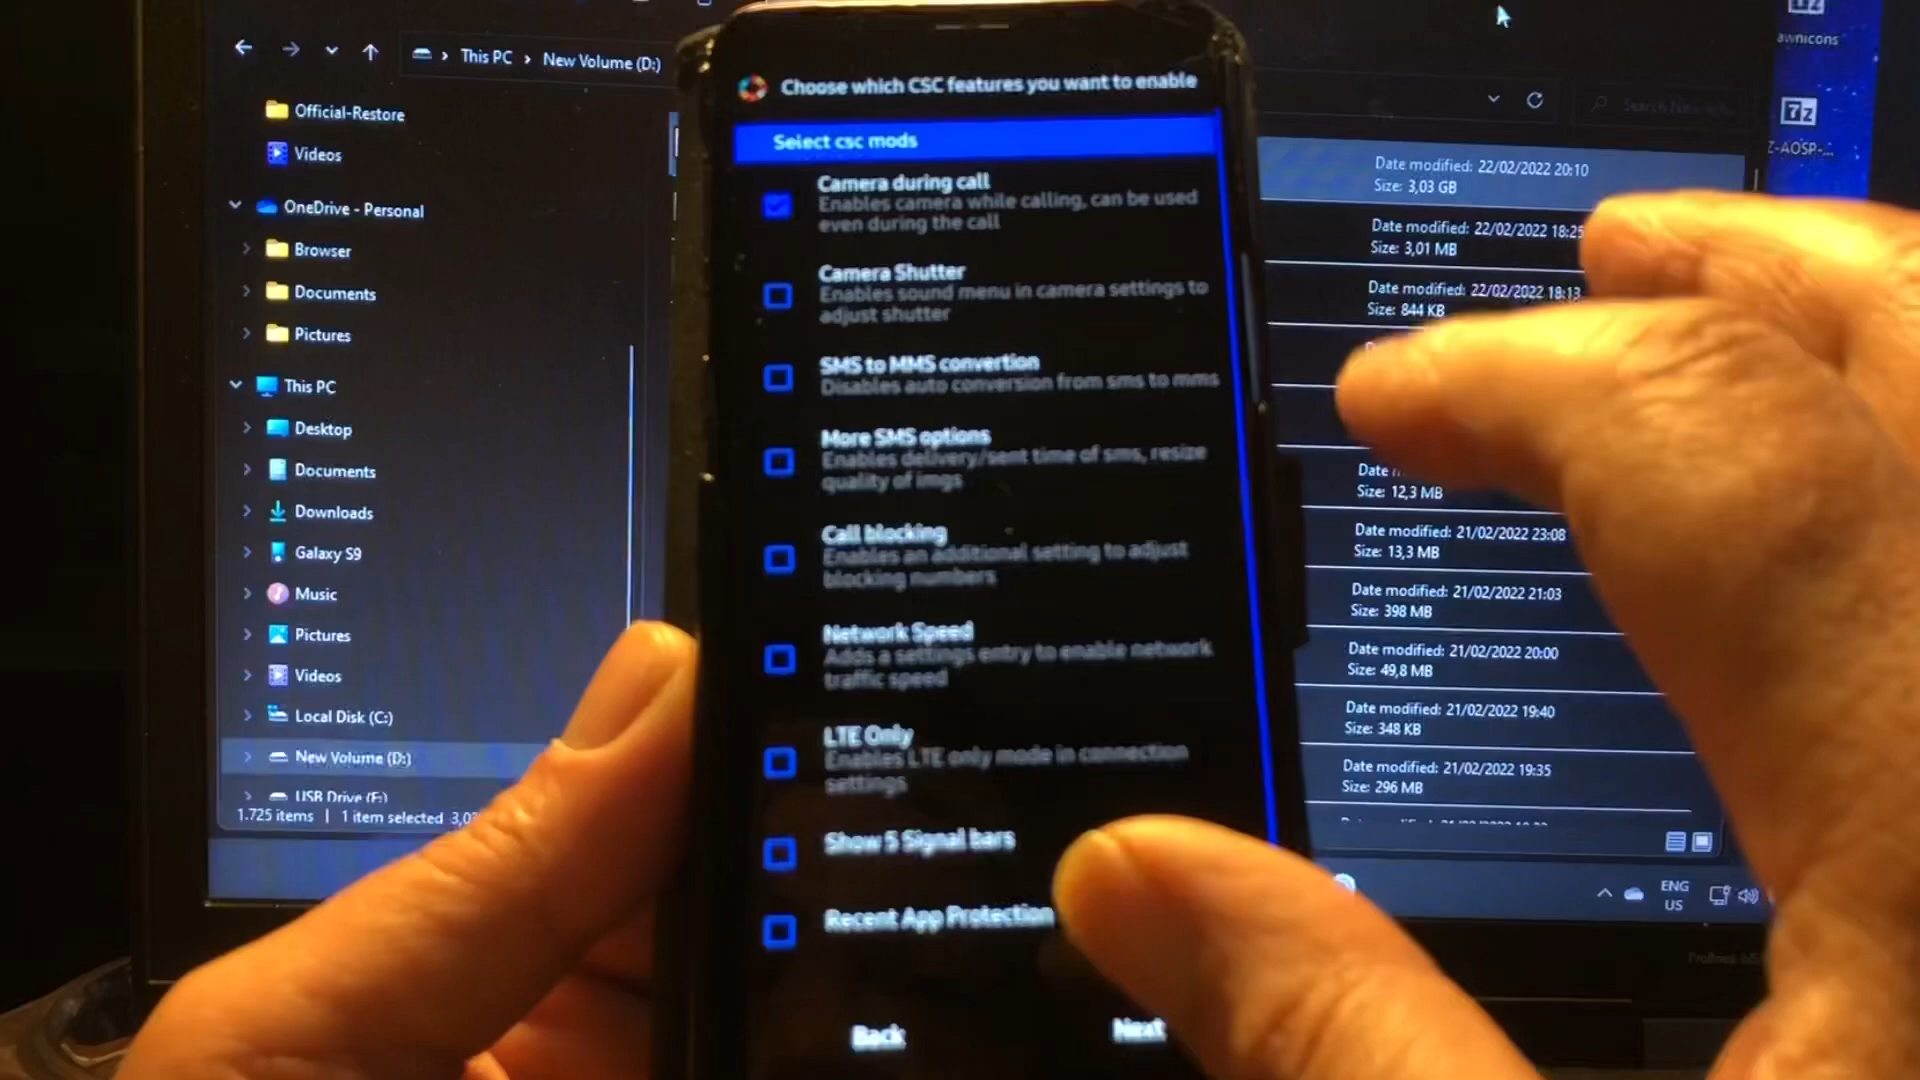 This PC
New Volume (D:)
Official-Restore
Videos
OneDrive - Personal
Browser
Documents
Pictures
This PC
Desktop
Documents
Downloads
Galaxy S9
Music
Pictures
Videos
Local Disk (C:)
New Volume (D:)
USB Drive (F:)
1.725 items
1 item selected
Choose which CSC features you want to enable
Select csc mods
Camera during call
Enables camera while calling, can be used
even during the call
Camera Shutter
Enables sound menu in camera settings to
adjust shutter
SMS to MMS convertion
Disables auto conversion from sms to mms
More SMS options
Enables delivery/sent time of sms, resize
quality of imgs
Call blocking
Enables an additional setting to adjust
blocking numbers
Network Speed
Adds a settings entry to enable network
traffic speed
LTE Only
Enables LTE only mode in connection
settings
Show 5 Signal bars
Recent App Protection
Back
Next
Date modified: 22/02/2022 20:10
Size: 3,03 GB
Date modified: 22/02/2022 18:25
Size: 3,01 MB
Date modified: 22/02/2022 18:13
Size: 844 KB
Date
Size: 12,3 MB
Date modified: 21/02/2022 23:08
Size: 13,3 MB
Date modified: 21/02/2022 21:03
Size: 398 MB
Date modified: 21/02/2022 20:00
Size: 49,8 MB
Date modified: 21/02/2022 19:40
Size: 348 KB
Date modified: 21/02/2022 19:35
Size: 296 MB
awnicons
7z
Z-AOSP-...
ENG
US